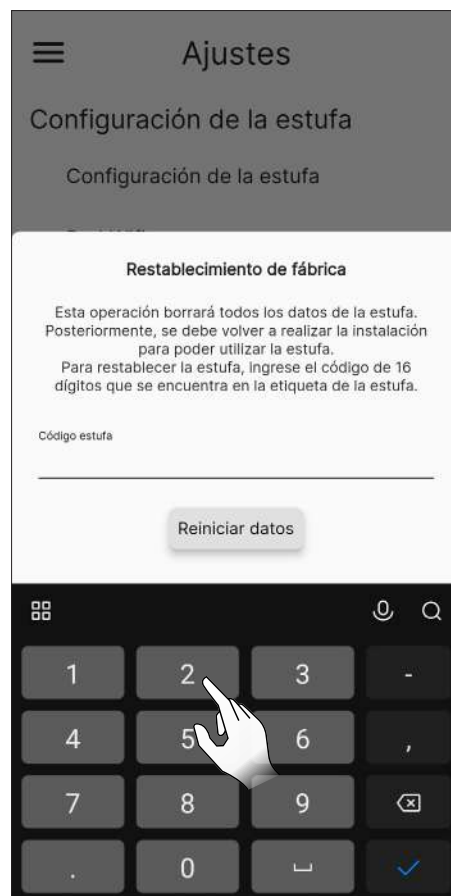 Ajustes
Configuración de la estufa
Configuración de la estufa
Restablecimiento de fábrica
Esta operación borrará todos los datos de la estufa.
Posteriormente, se debe volver a realizar la instalación
para poder utilizar la estufa.
Para restablecer la estufa, ingrese el código de 16
dígitos que se encuentra en la etiqueta de la estufa.
Código estufa
Reiniciar datos
1 2 3 -
4 5 6 ,
7 8 9
. 0